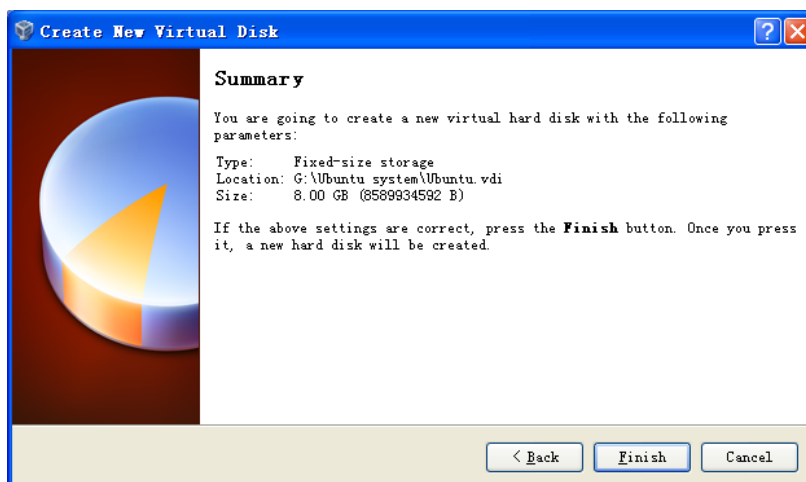 Create New Virtual Disk
Summary
You are going to create a new virtual hard disk with the following
parameters:
Type: Fixed-size storage
Location: G:\Ubuntu system\Ubuntu.vdi
Size: 8.00 GB (8589934592 B)
If the above settings are correct, press the Finish button. Once you press
it, a new hard disk will be created.
< Back Finish Cancel